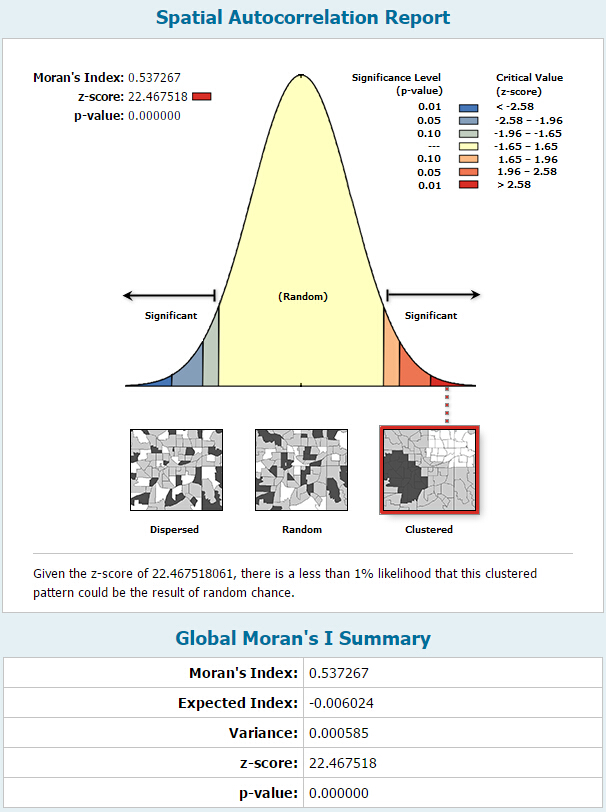 Spatial Autocorrelation Report
Moran's Index: 0.537267
z-score: 22.467518
p-value: 0.000000
Significance Level
(p-value)
Critical Value
(z-score)
0.01 < -2.58
0.05 -2.58 – -1.96
0.10 -1.96 – -1.65
--- -1.65 – 1.65
0.10 1.65 – 1.96
0.05 1.96 – 2.58
0.01 > 2.58
(Random)
Significant
Significant
Dispersed
Random
Clustered
Given the z-score of 22.467518061, there is a less than 1% likelihood that this clustered
pattern could be the result of random chance.
Global Moran's I Summary
Moran's Index: 0.537267
Expected Index: -0.006024
Variance: 0.000585
z-score: 22.467518
p-value: 0.000000